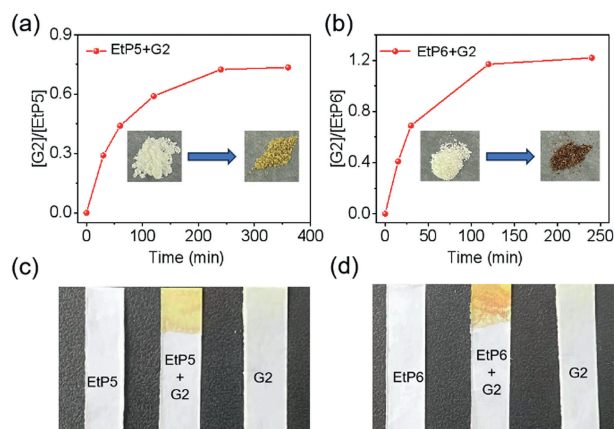 (a)
0.9
0.6
0.3
0.0
[G2]/[EtP5]
EtP5+G2
0 100 200 300 400
Time (min)
(b)
1.2
0.8
0.4
0.0
[G2]/[EtP6]
EtP6+G2
0 50 100 150 200 250
Time (min)
(c)
EtP5
EtP5
+
G2
G2
(d)
EtP6
EtP6
+
G2
G2